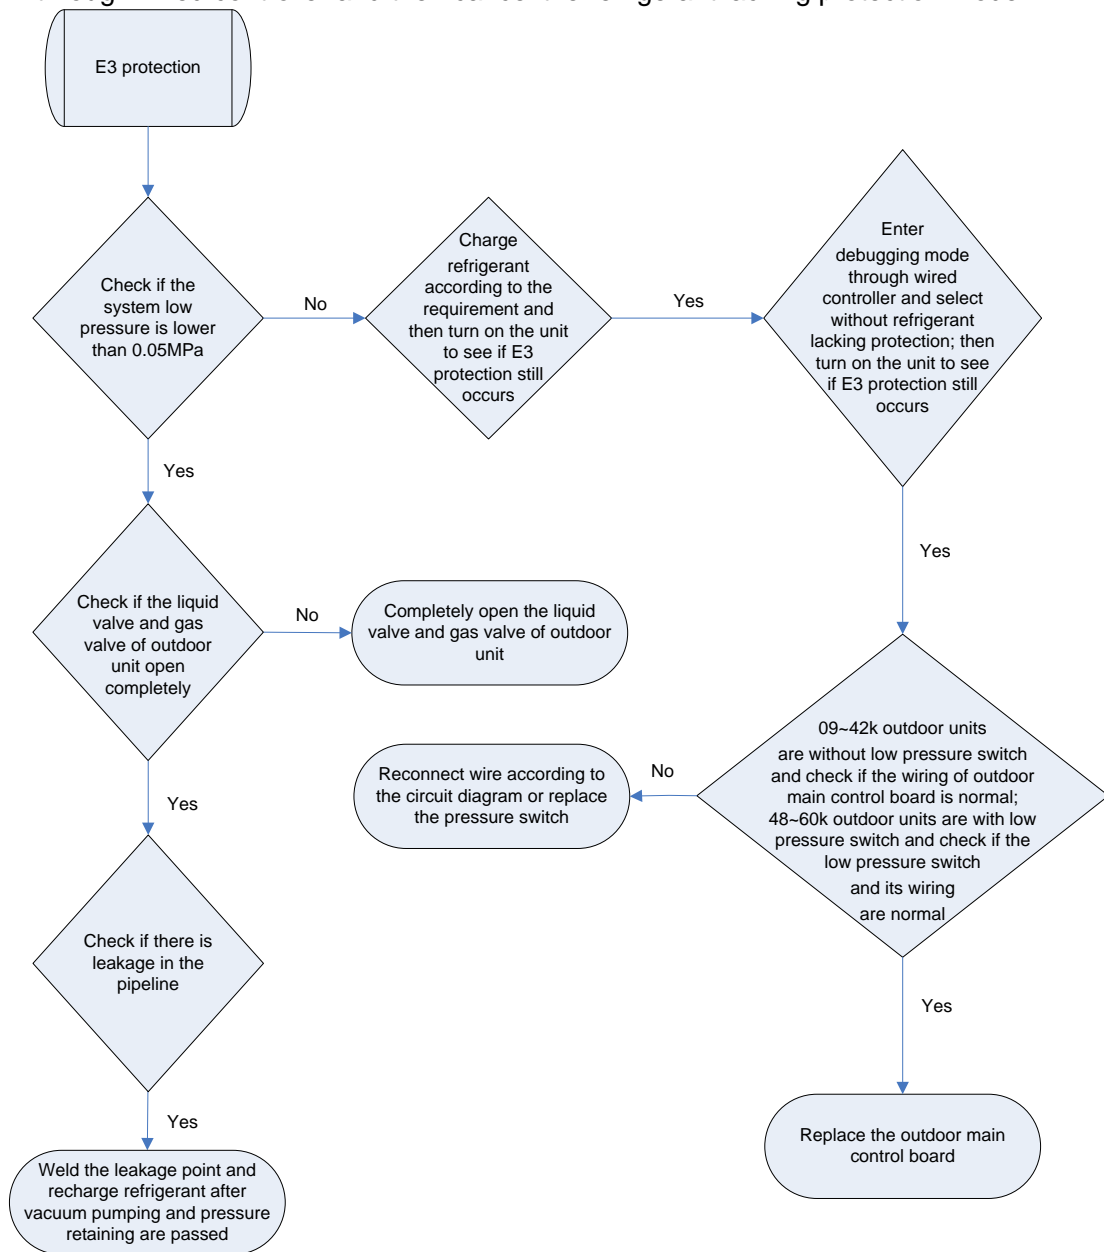 E3 protection
Check if the
system low
pressure is lower
than 0.05MPa
No
Charge
refrigerant
according to the
requirement and
then turn on the unit
to see if E3
protection still
occurs
Yes
Enter
debugging mode
through wired
controller and select
without refrigerant
lacking protection; then
turn on the unit to see
if E3 protection still
occurs
Yes
Yes
Check if the liquid
valve and gas
valve of outdoor
unit open
completely
No
Completely open the liquid
valve and gas valve of outdoor
unit
09~42k outdoor units
are without low pressure switch
and check if the wiring of outdoor
main control board is normal;
48~60k outdoor units are with low
pressure switch and check if the
low pressure switch
and its wiring
are normal
No
Reconnect wire according to
the circuit diagram or replace
the pressure switch
Yes
Check if there is
leakage in the
pipeline
Yes
Yes
Weld the leakage point and
recharge refrigerant after
vacuum pumping and pressure
retaining are passed
Replace the outdoor main
control board